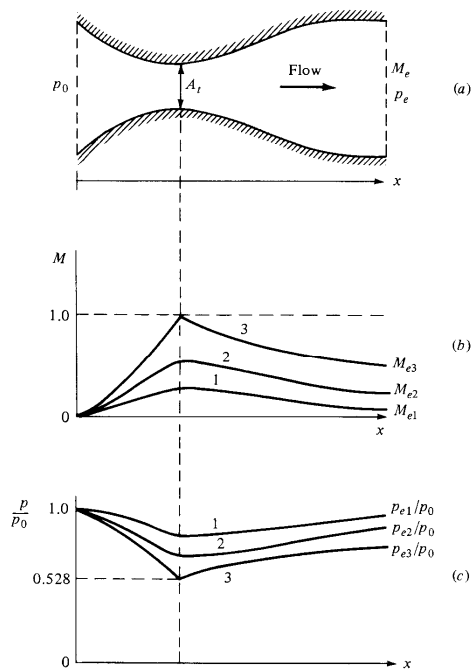 p0
At
Flow
Me
pe
(a)
x
M
1.0
3
2
1
0
Me3
Me2
Me1
x
(b)
p/p0
1.0
1
2
3
0.528
0
pe1/p0
pe2/p0
pe3/p0
x
(c)